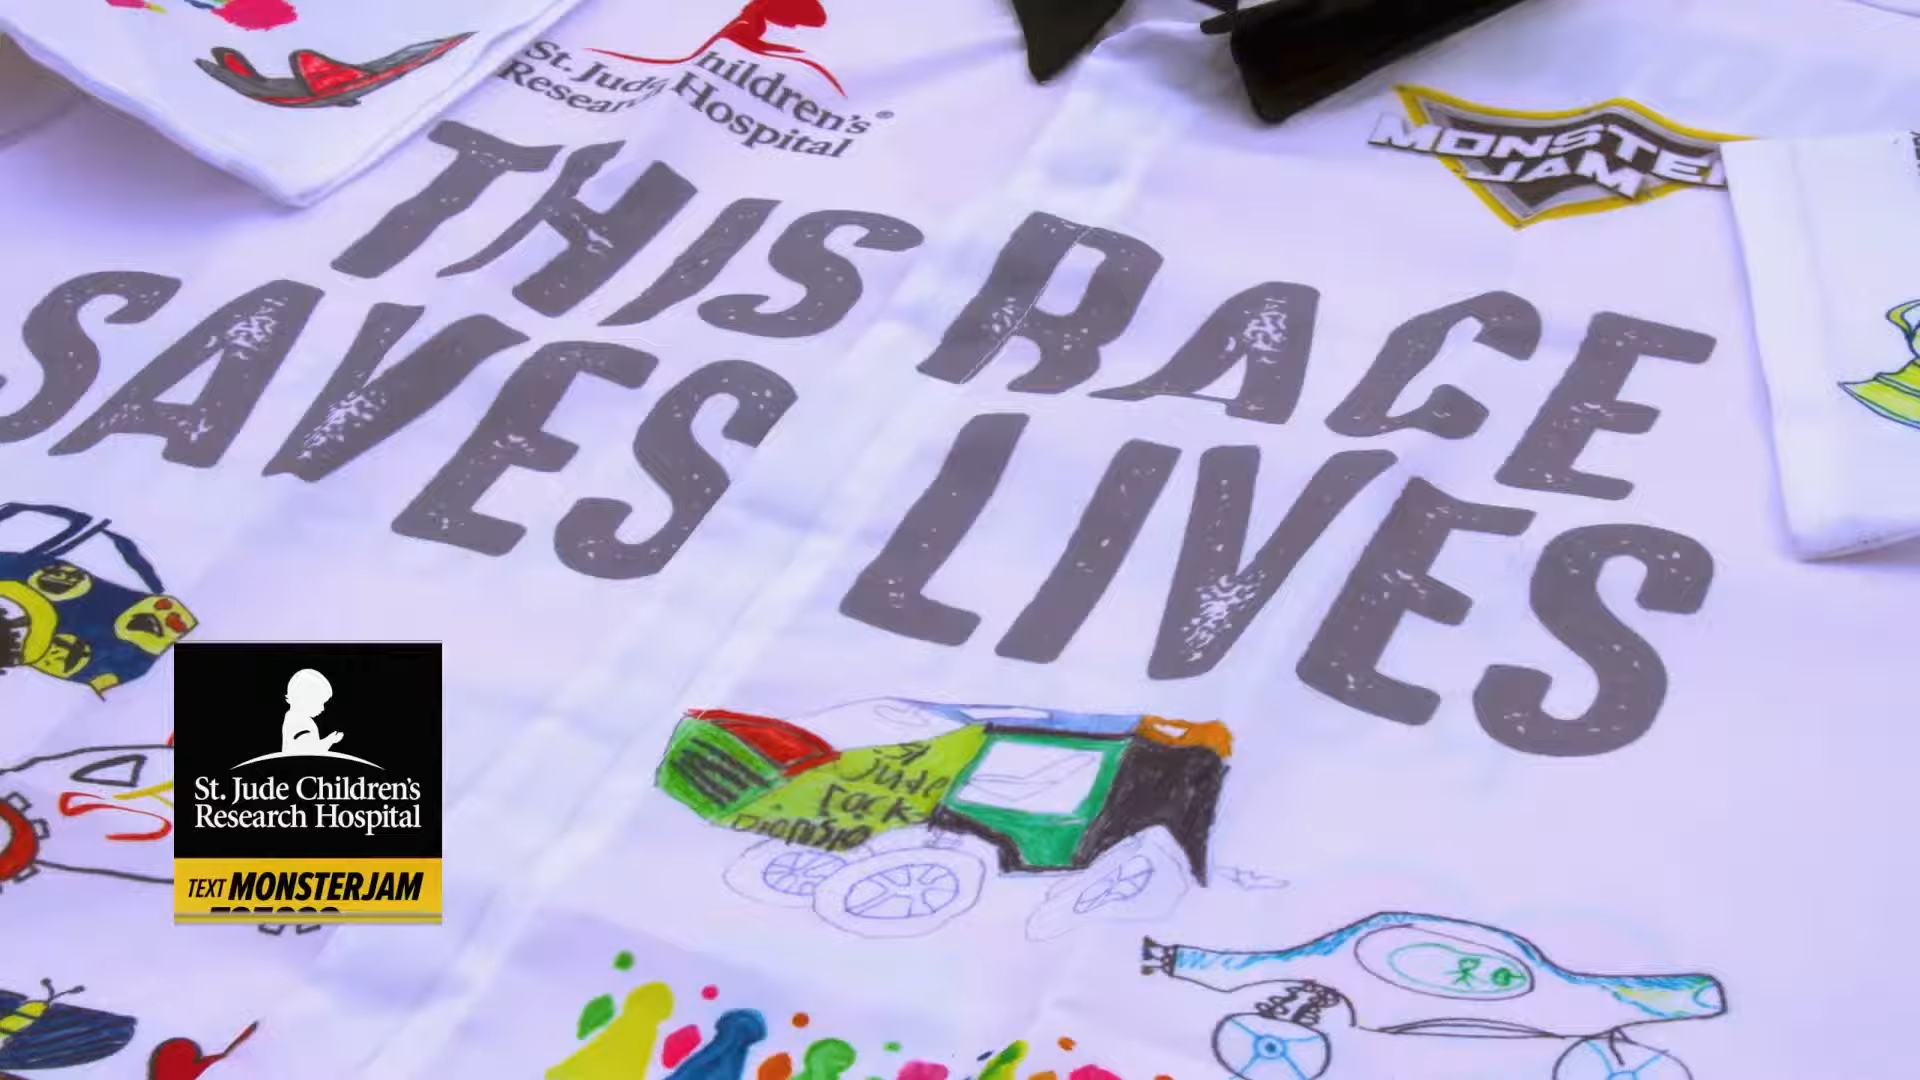 St. Jude Children's®
Research Hospital
MONSTER
JAM
THIS RACE
SAVES LIVES
St
Jude
rock
St. Jude Children's
Research Hospital
TEXT MONSTERJAM